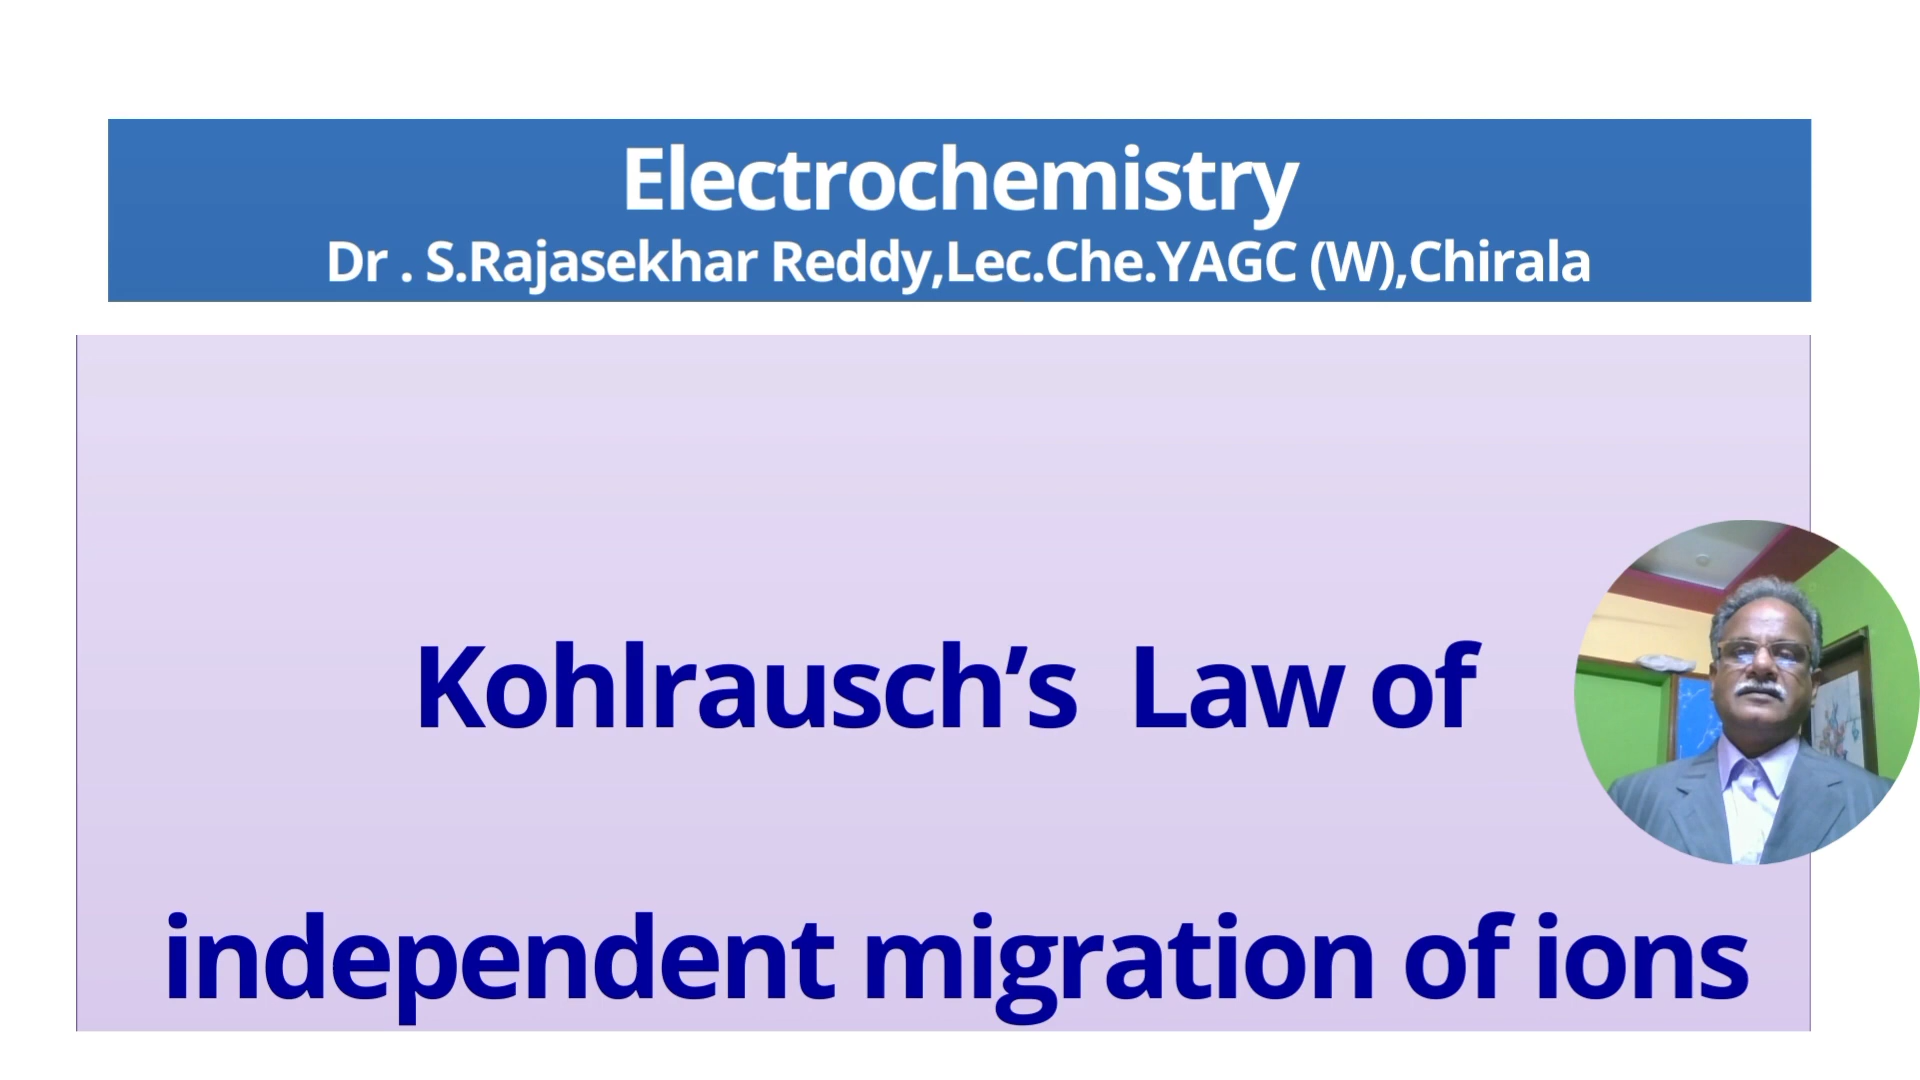 Electrochemistry
Dr . S.Rajasekhar Reddy,Lec.Che.YAGC (W),Chirala
Kohlrausch’s  Law of
independent migration of ions